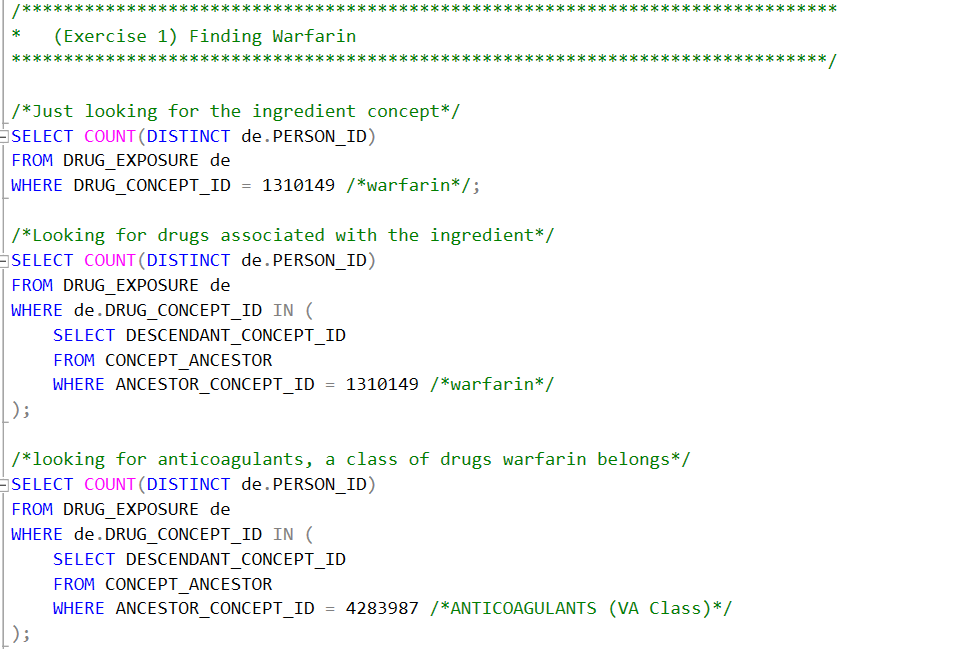 /******************************************************************************
*   (Exercise 1) Finding Warfarin
******************************************************************************/
/*Just looking for the ingredient concept*/
SELECT COUNT(DISTINCT de.PERSON_ID)
FROM DRUG_EXPOSURE de
WHERE DRUG_CONCEPT_ID = 1310149 /*warfarin*/;
/*Looking for drugs associated with the ingredient*/
SELECT COUNT(DISTINCT de.PERSON_ID)
FROM DRUG_EXPOSURE de
WHERE de.DRUG_CONCEPT_ID IN (
    SELECT DESCENDANT_CONCEPT_ID
    FROM CONCEPT_ANCESTOR
    WHERE ANCESTOR_CONCEPT_ID = 1310149 /*warfarin*/
);
/*looking for anticoagulants, a class of drugs warfarin belongs*/
SELECT COUNT(DISTINCT de.PERSON_ID)
FROM DRUG_EXPOSURE de
WHERE de.DRUG_CONCEPT_ID IN (
    SELECT DESCENDANT_CONCEPT_ID
    FROM CONCEPT_ANCESTOR
    WHERE ANCESTOR_CONCEPT_ID = 4283987 /*ANTICOAGULANTS (VA Class)*/
);